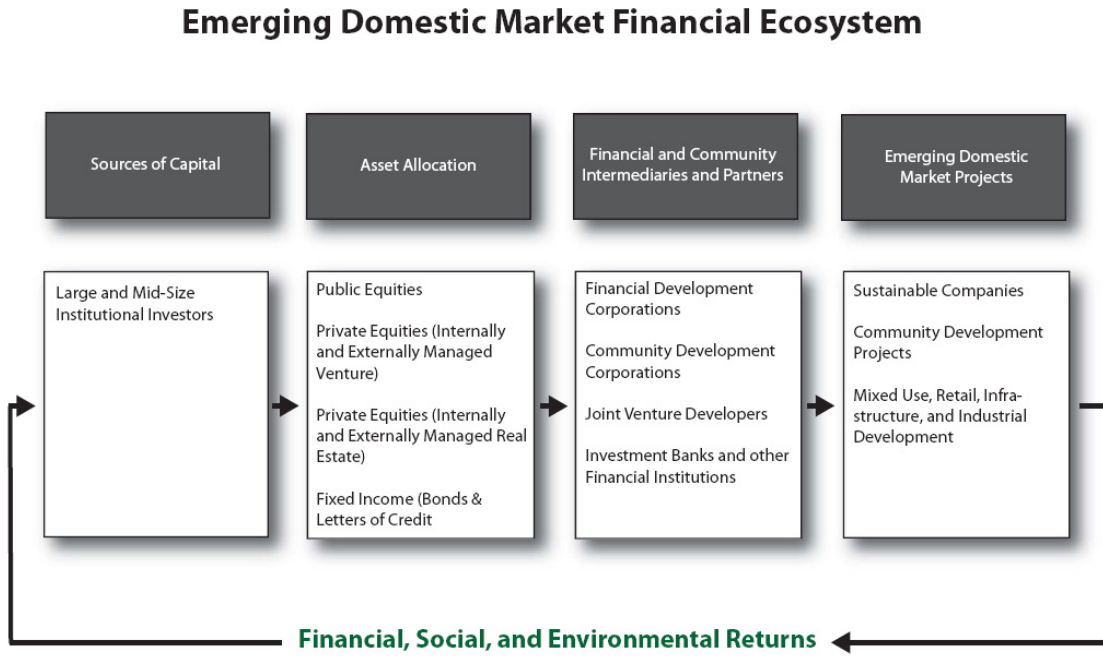 Emerging Domestic Market Financial Ecosystem
Sources of Capital
Asset Allocation
Financial and Community
Intermediaries and Partners
Emerging Domestic
Market Projects
Large and Mid-Size
Institutional Investors
Public Equities
Private Equities (Internally
and Externally Managed
Venture)
Private Equities (Internally
and Externally Managed Real
Estate)
Fixed Income (Bonds &
Letters of Credit
Financial Development
Corporations
Community Development
Corporations
Joint Venture Developers
Investment Banks and other
Financial Institutions
Sustainable Companies
Community Development
Projects
Mixed Use, Retail, Infra-
structure, and Industrial
Development
Financial, Social, and Environmental Returns